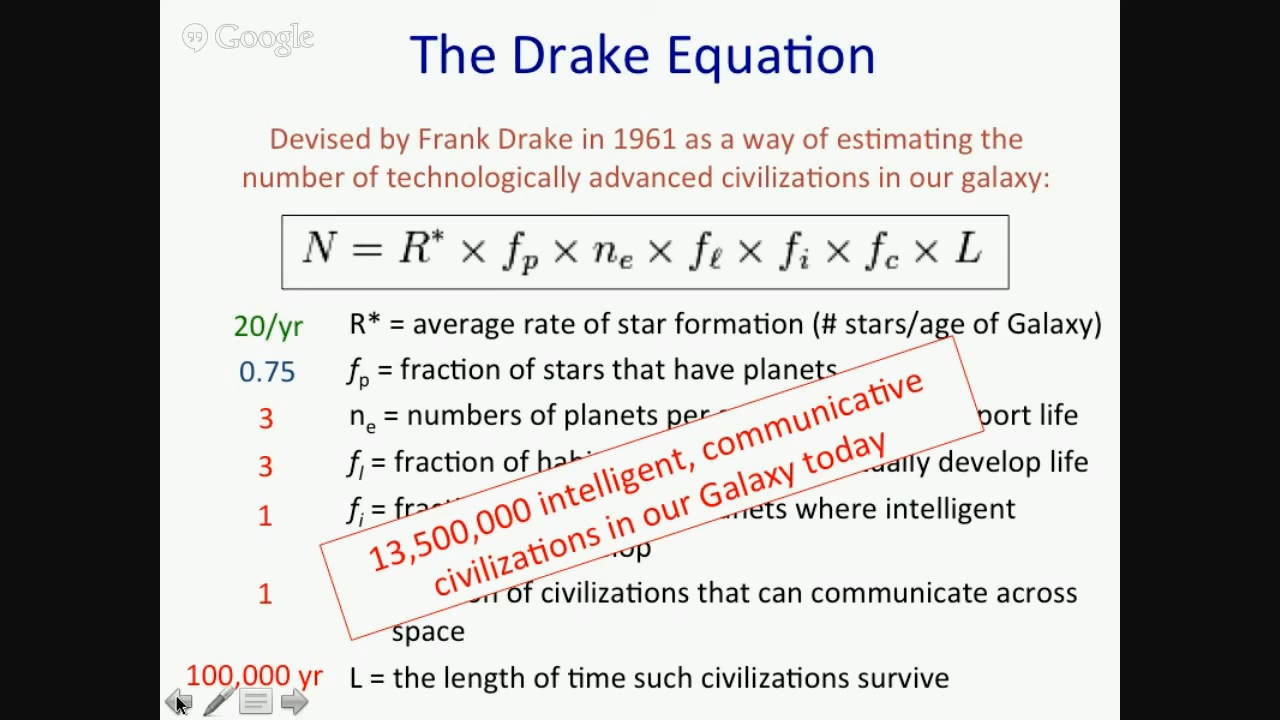 Google
The Drake Equation
Devised by Frank Drake in 1961 as a way of estimating the
number of technologically advanced civilizations in our galaxy:
N = R* × fp × ne × fℓ × fi × fc × L
20/yr R* = average rate of star formation (# stars/age of Galaxy)
0.75 fp = fraction of stars that have planets
3 ne = numbers of planets per port life
3 fl = fraction of develop life
1 fi = where intelligent
1 of civilizations that can communicate across
space
100,000 yr L = the length of time such civilizations survive
13,500,000 intelligent, communicative
civilizations in our Galaxy today